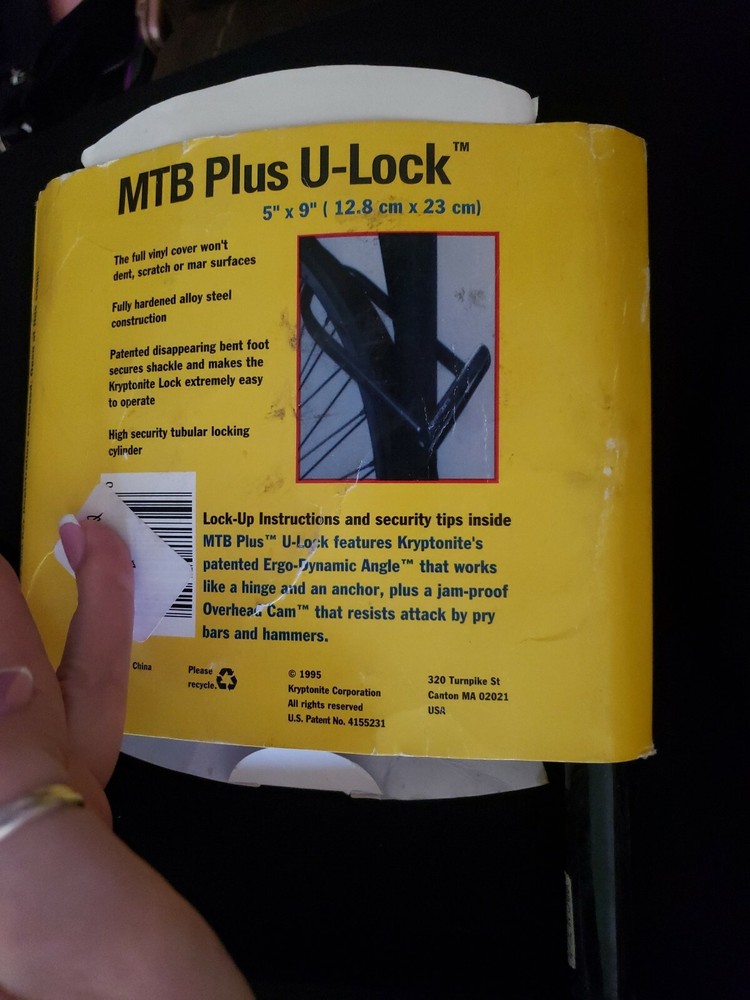 MTB Plus U-Lock™
5" x 9" ( 12.8 cm x 23 cm)
The full vinyl cover won't
dent, scratch or mar surfaces
Fully hardened alloy steel
construction
Patented disappearing bent foot
secures shackle and makes the
Kryptonite Lock extremely easy
to operate
High security tubular locking
cylinder
Lock-Up Instructions and security tips inside
MTB Plus™ U-Lock features Kryptonite's
patented Ergo-Dynamic Angle™ that works
like a hinge and an anchor, plus a jam-proof
Overhead Cam™ that resists attack by pry
bars and hammers.
China
Please
recycle.
© 1995
Kryptonite Corporation
All rights reserved
U.S. Patent No. 4155231
320 Turnpike St
Canton MA 02021
USA